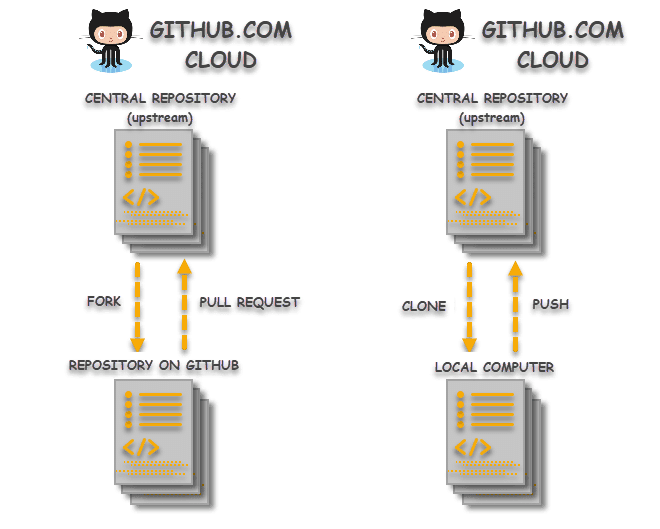 GITHUB.COM
CLOUD
CENTRAL REPOSITORY
(upstream)
</>
FORK
PULL REQUEST
REPOSITORY ON GITHUB
</>
GITHUB.COM
CLOUD
CENTRAL REPOSITORY
(upstream)
</>
CLONE
PUSH
LOCAL COMPUTER
</>